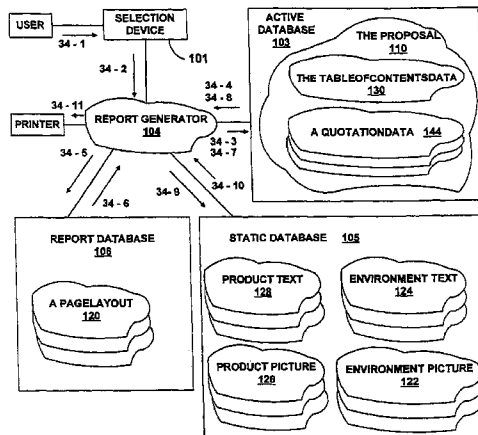 USER
SELECTION
DEVICE
101
34 - 1
34 - 2
ACTIVE
DATABASE
103
THE PROPOSAL
110
THE TABLEOFCONTENTSDATA
130
A QUOTATIONDATA 144
34 - 4
34 - 8
34 - 11
PRINTER
REPORT GENERATOR
104
34 - 3
34 - 7
34 - 5
34 - 6
34 - 9
34 - 10
REPORT DATABASE
106
A PAGELAYOUT
120
STATIC DATABASE 105
PRODUCT TEXT
128
ENVIRONMENT TEXT
124
PRODUCT PICTURE
126
ENVIRONMENT PICTURE
122